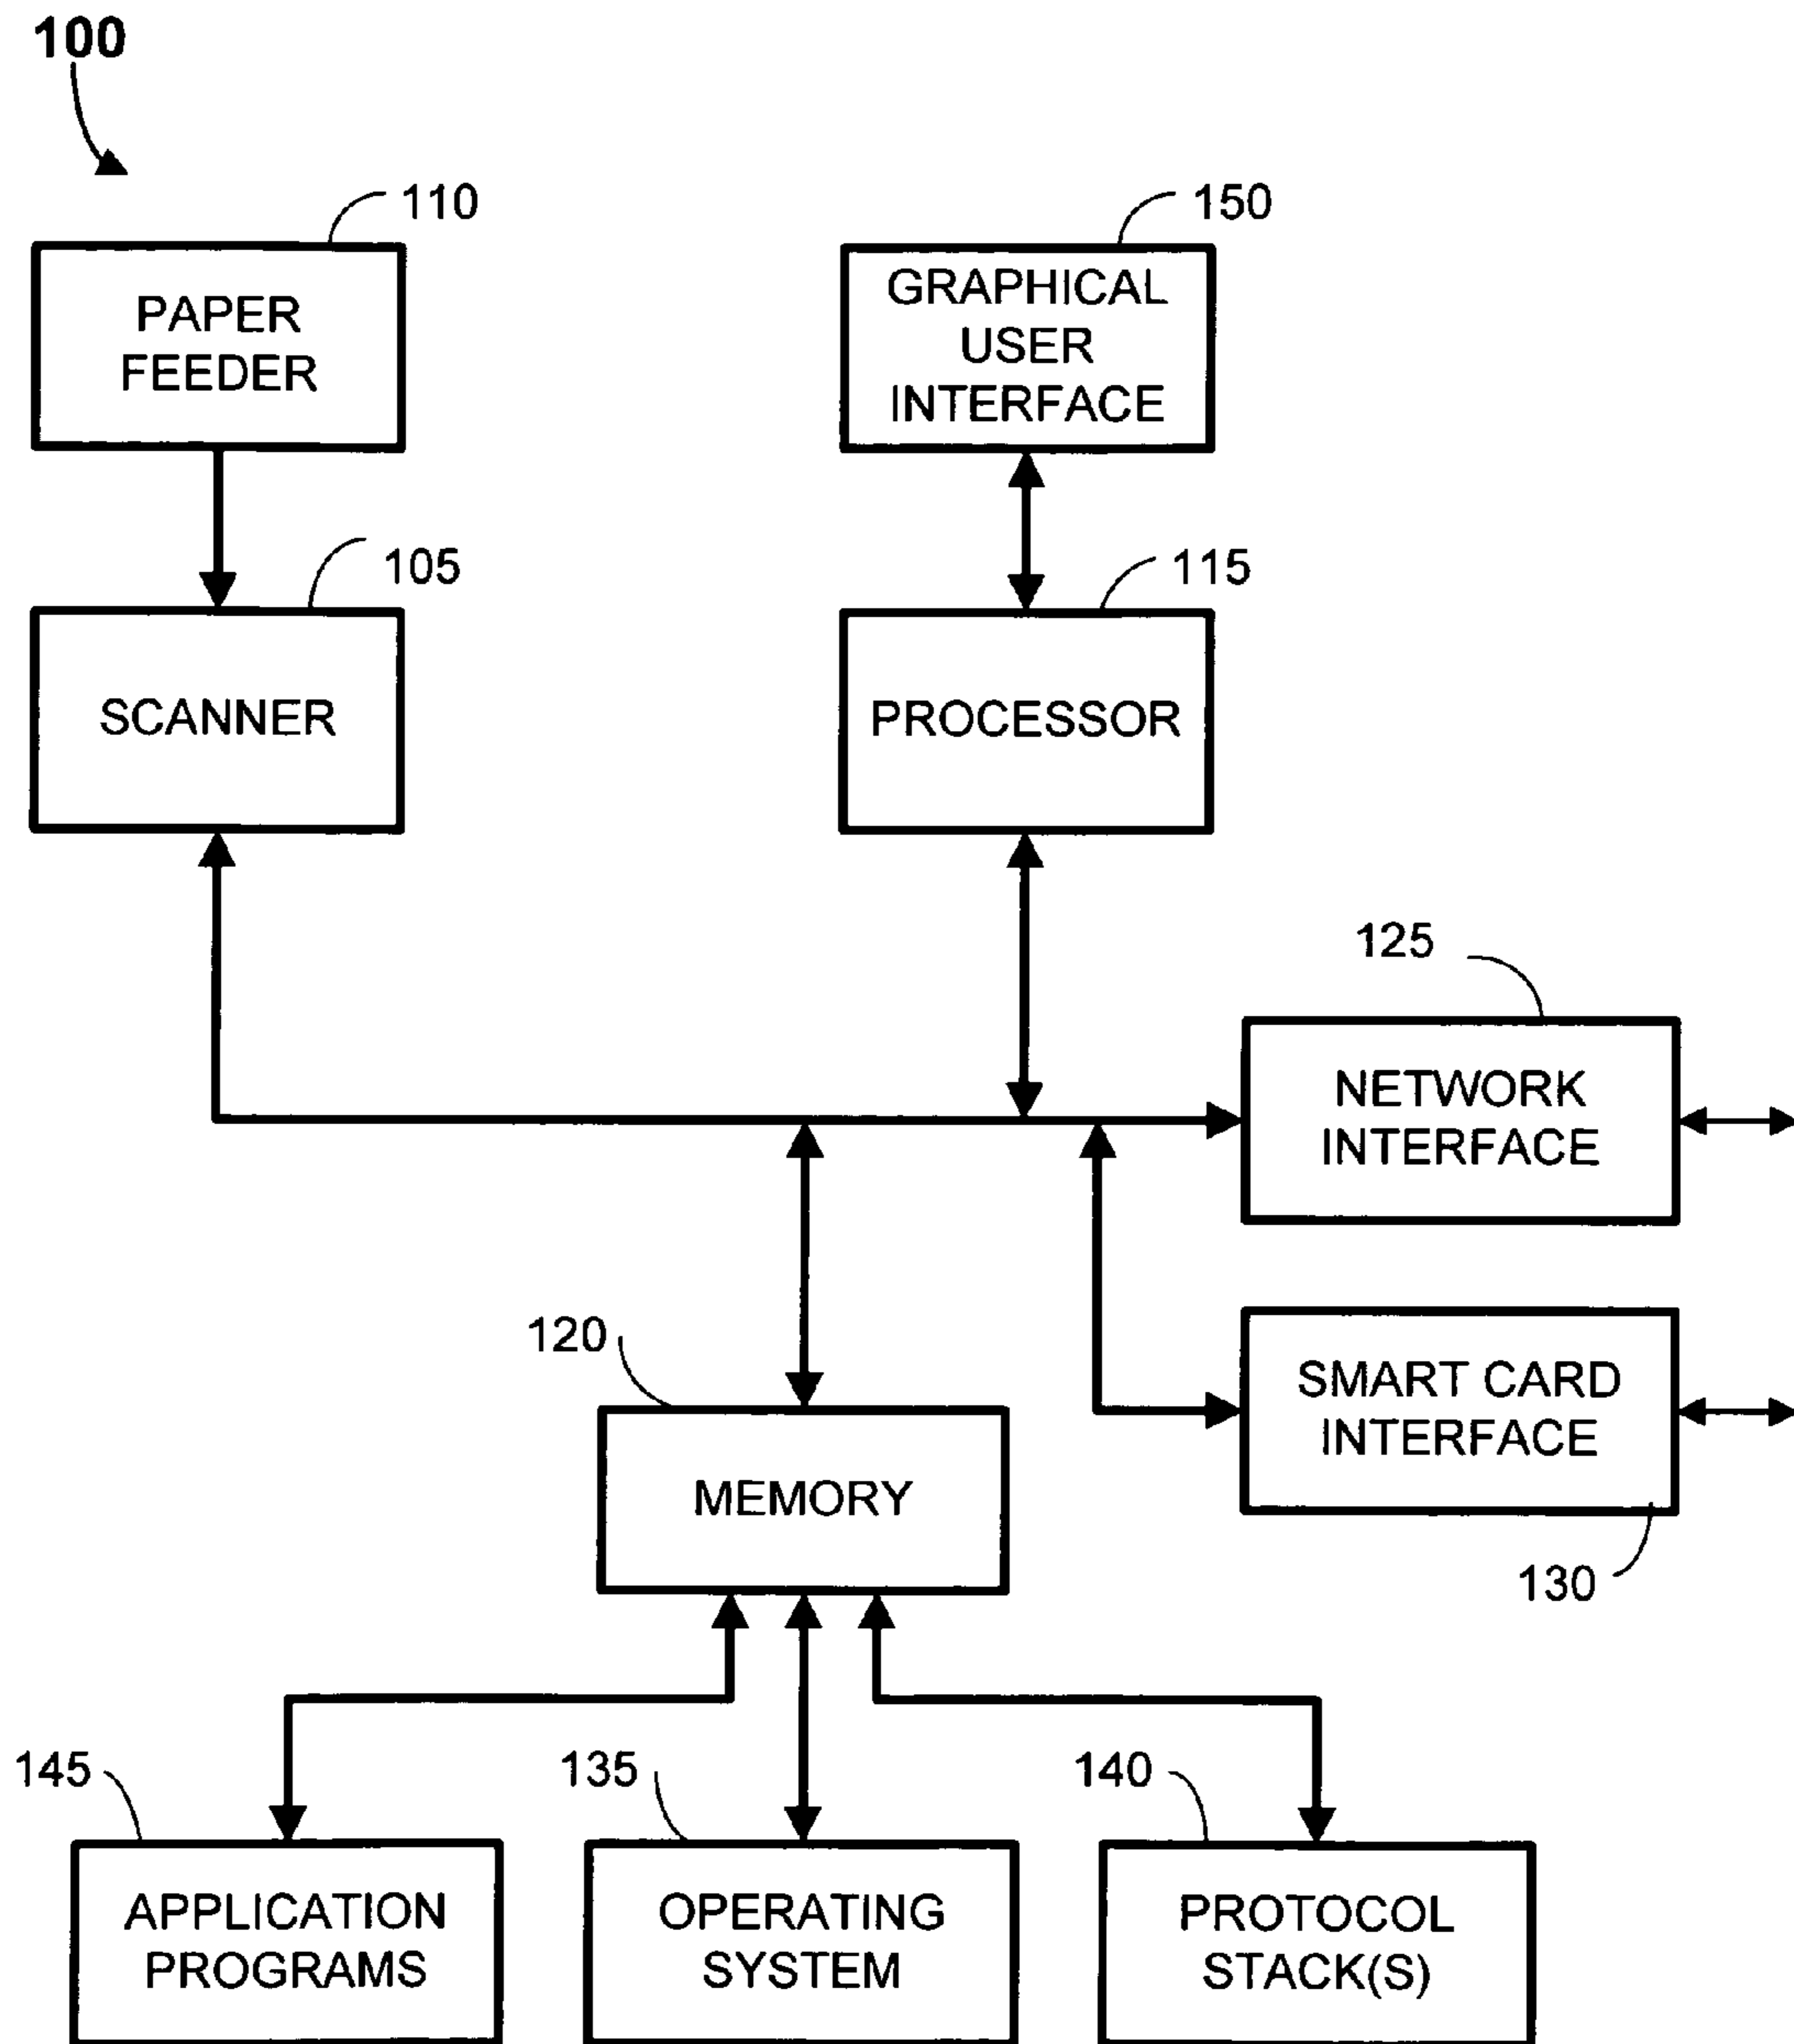 100
110
150
PAPER
FEEDER
GRAPHICAL
USER
INTERFACE
105
115
SCANNER
PROCESSOR
125
NETWORK
INTERFACE
120
SMART CARD
INTERFACE
MEMORY
130
145
135
140
APPLICATION
PROGRAMS
OPERATING
SYSTEM
PROTOCOL
STACK(S)